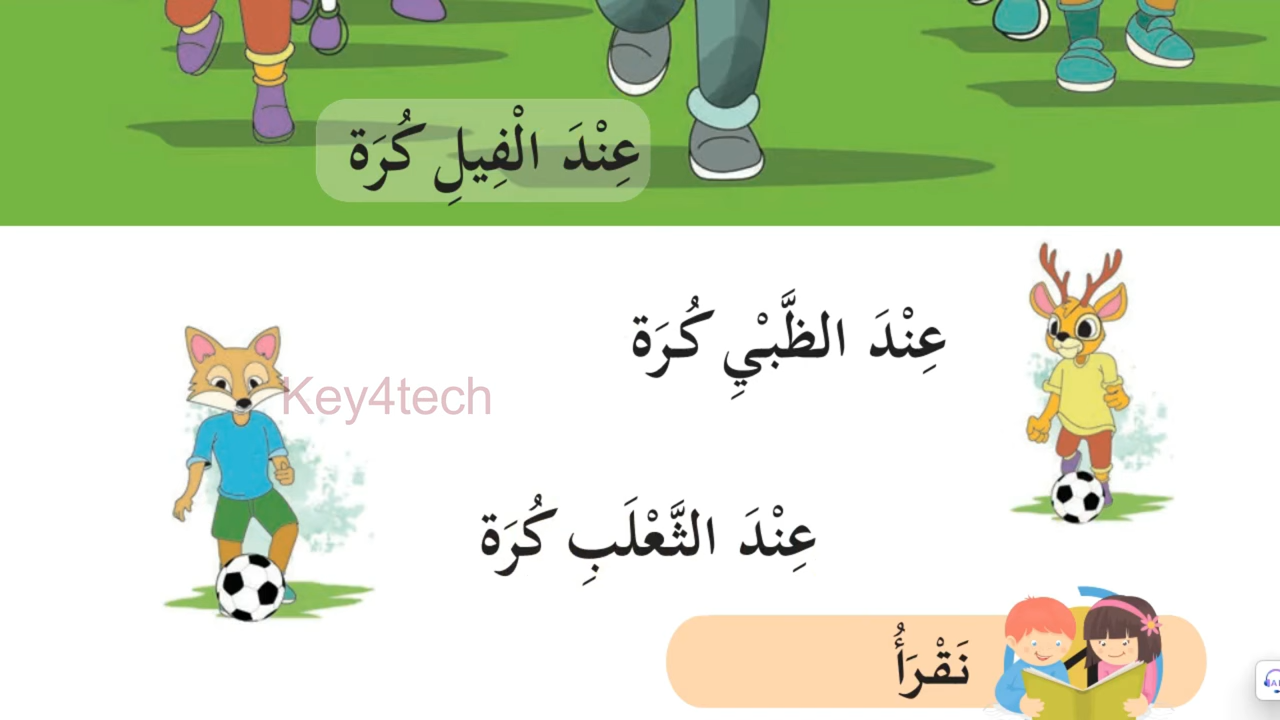 عِنْدَ الْفِيلِ كُرَة
عِنْدَ الظَّبْيِ كُرَة
Key4tech
عِنْدَ الثَّعْلَبِ كُرَة
نَقْرَأُ